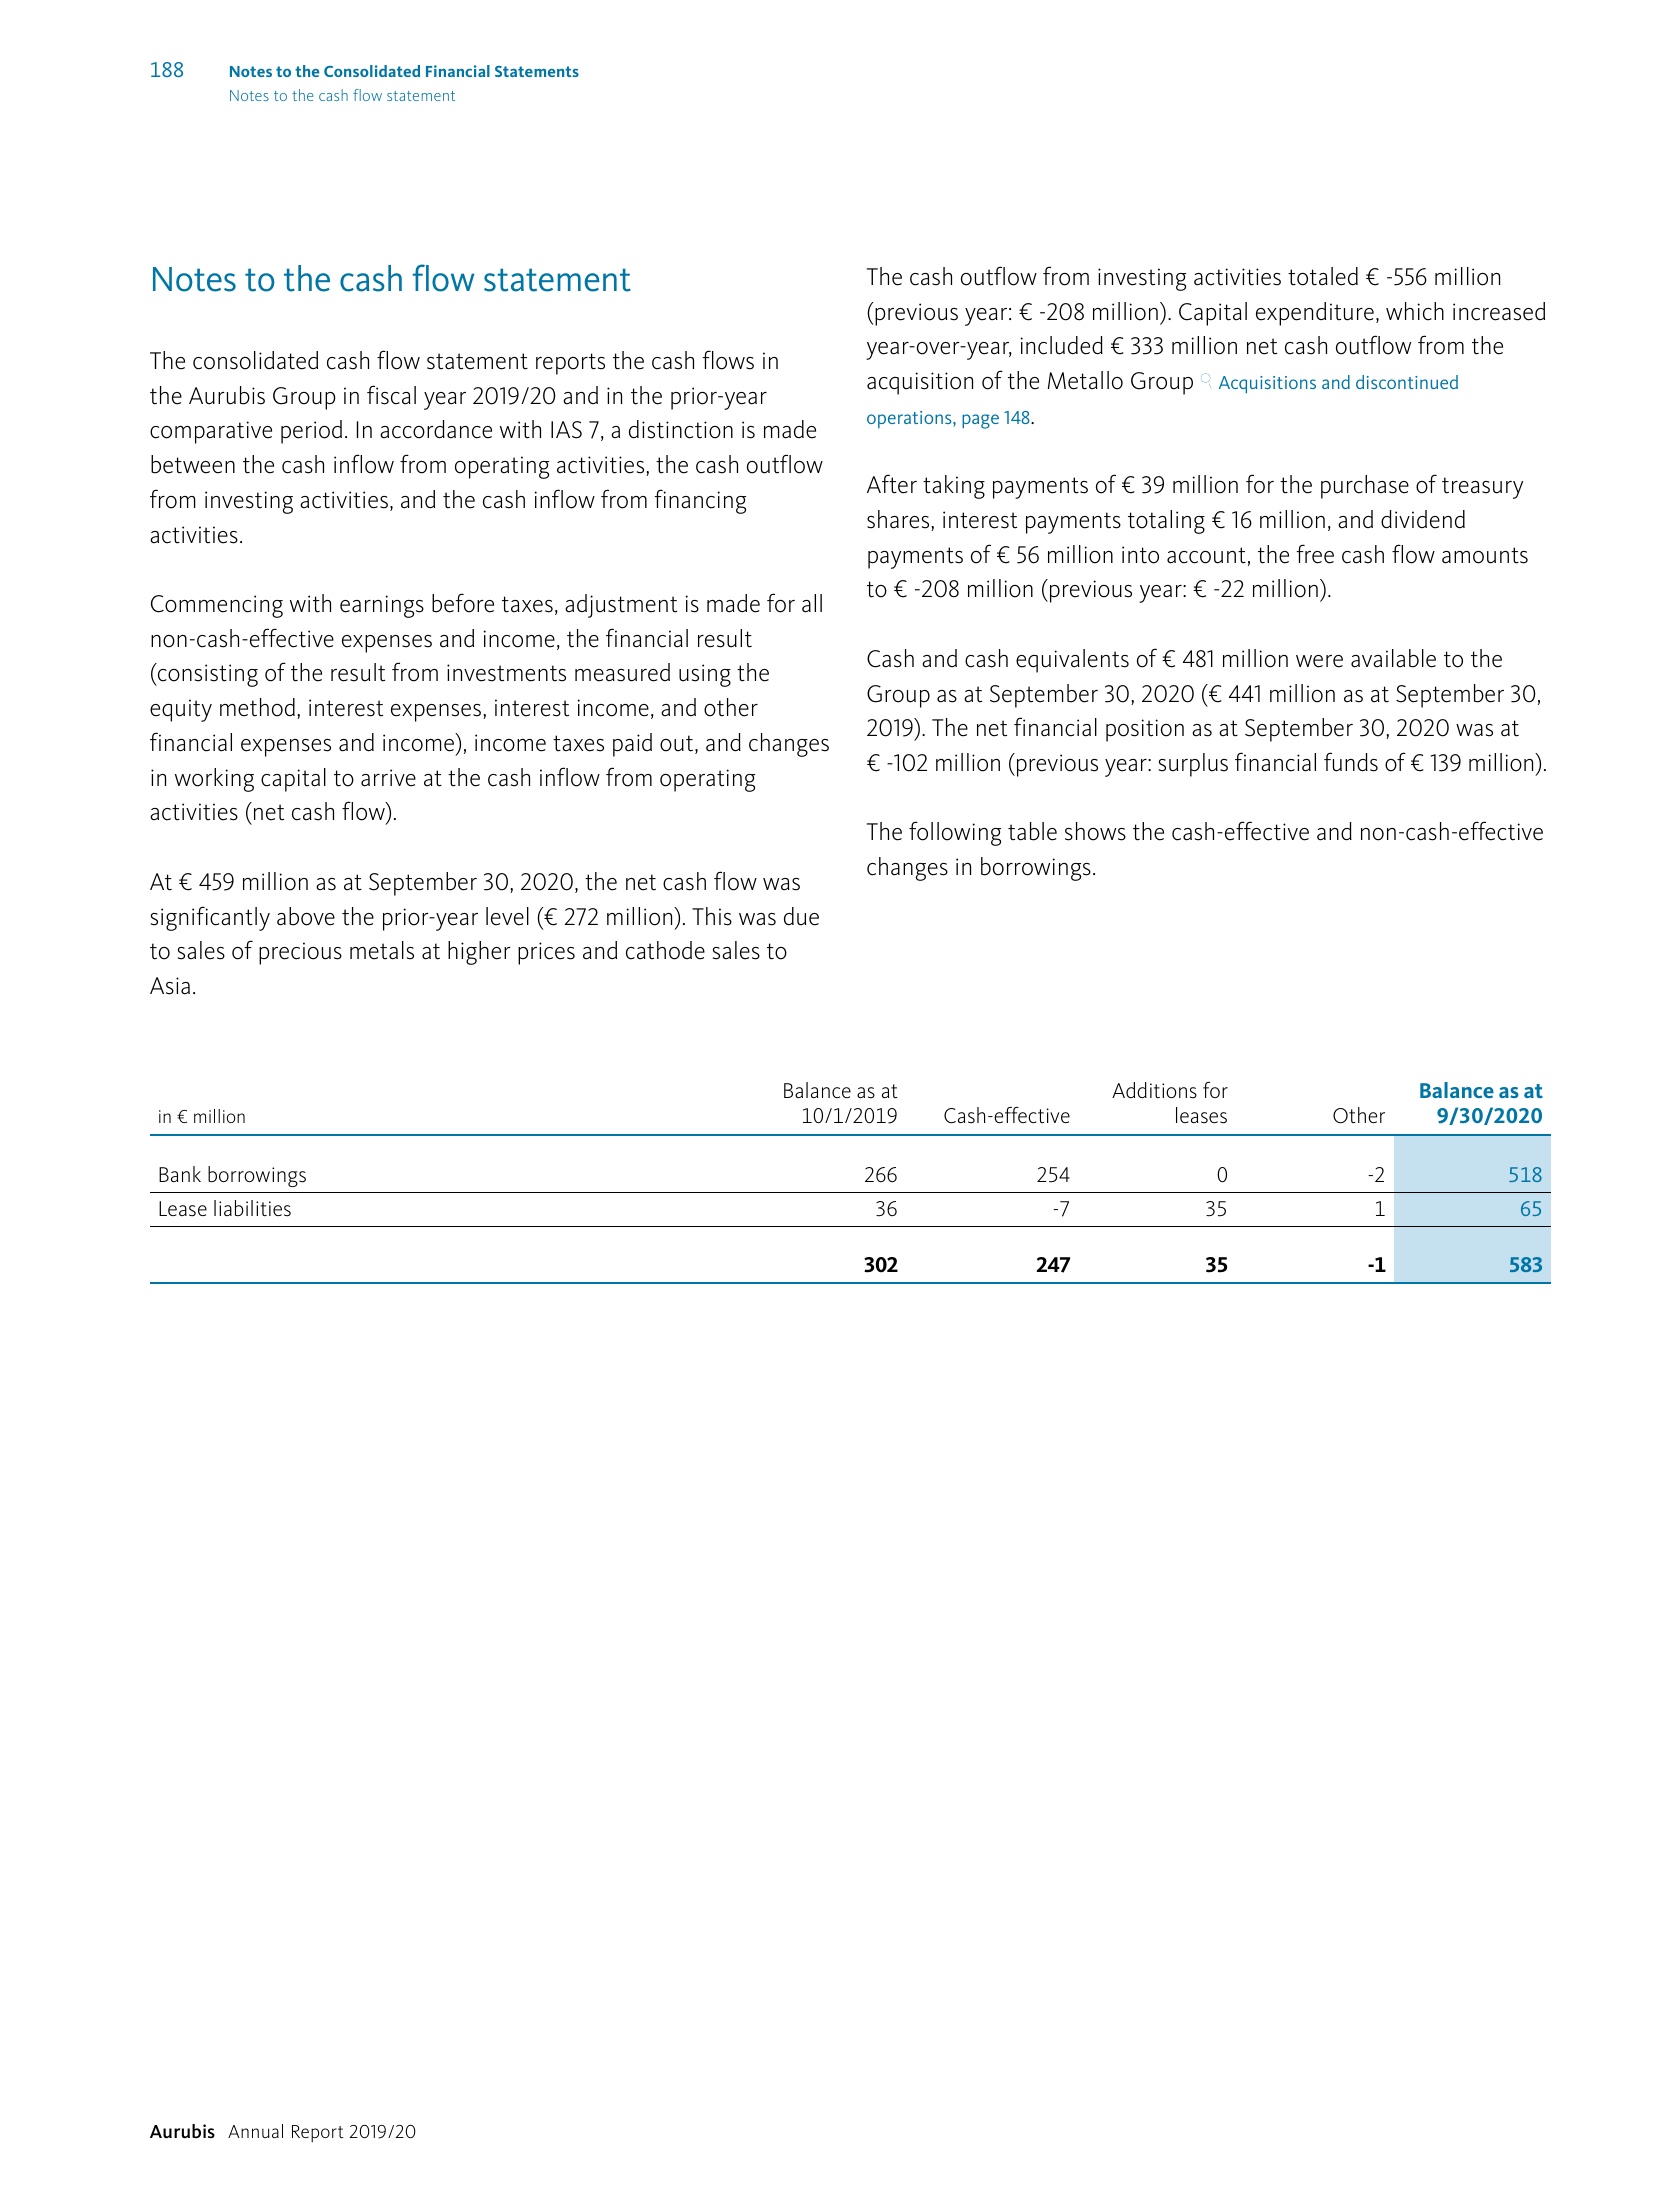 188
Notes to the Consolidated Financial Statements
Notes to the cash flow statement
Notes to the cash flow statement
The consolidated cash flow statement reports the cash flows in
the Aurubis Group in fiscal year 2019/20 and in the prior-year
comparative period. In accordance with IAS 7, a distinction is made
between the cash inflow from operating activities, the cash outflow
from investing activities, and the cash inflow from financing
activities.
Commencing with earnings before taxes, adjustment is made for all
non-cash-effective expenses and income, the financial result
(consisting of the result from investments measured using the
equity method, interest expenses, interest income, and other
financial expenses and income), income taxes paid out, and changes
in working capital to arrive at the cash inflow from operating
activities (net cash flow).
At € 459 million as at September 30, 2020, the net cash flow was
significantly above the prior-year level (€ 272 million). This was due
to sales of precious metals at higher prices and cathode sales to
Asia.
The cash outflow from investing activities totaled € -556 million
(previous year: € -208 million). Capital expenditure, which increased
year-over-year, included € 333 million net cash outflow from the
acquisition of the Metallo Group Acquisitions and discontinued
operations, page 148.
After taking payments of € 39 million for the purchase of treasury
shares, interest payments totaling € 16 million, and dividend
payments of € 56 million into account, the free cash flow amounts
to € -208 million (previous year: € -22 million).
Cash and cash equivalents of € 481 million were available to the
Group as at September 30, 2020 (€ 441 million as at September 30,
2019). The net financial position as at September 30, 2020 was at
€ -102 million (previous year: surplus financial funds of € 139 million).
The following table shows the cash-effective and non-cash-effective
changes in borrowings.
Balance as at Additions for Balance as at
in € million 10/1/2019 Cash-effective leases Other 9/30/2020
Bank borrowings 266 254 0 -2 518
Lease liabilities 36 -7 35 1 65
302 247 35 -1 583
Aurubis Annual Report 2019/20